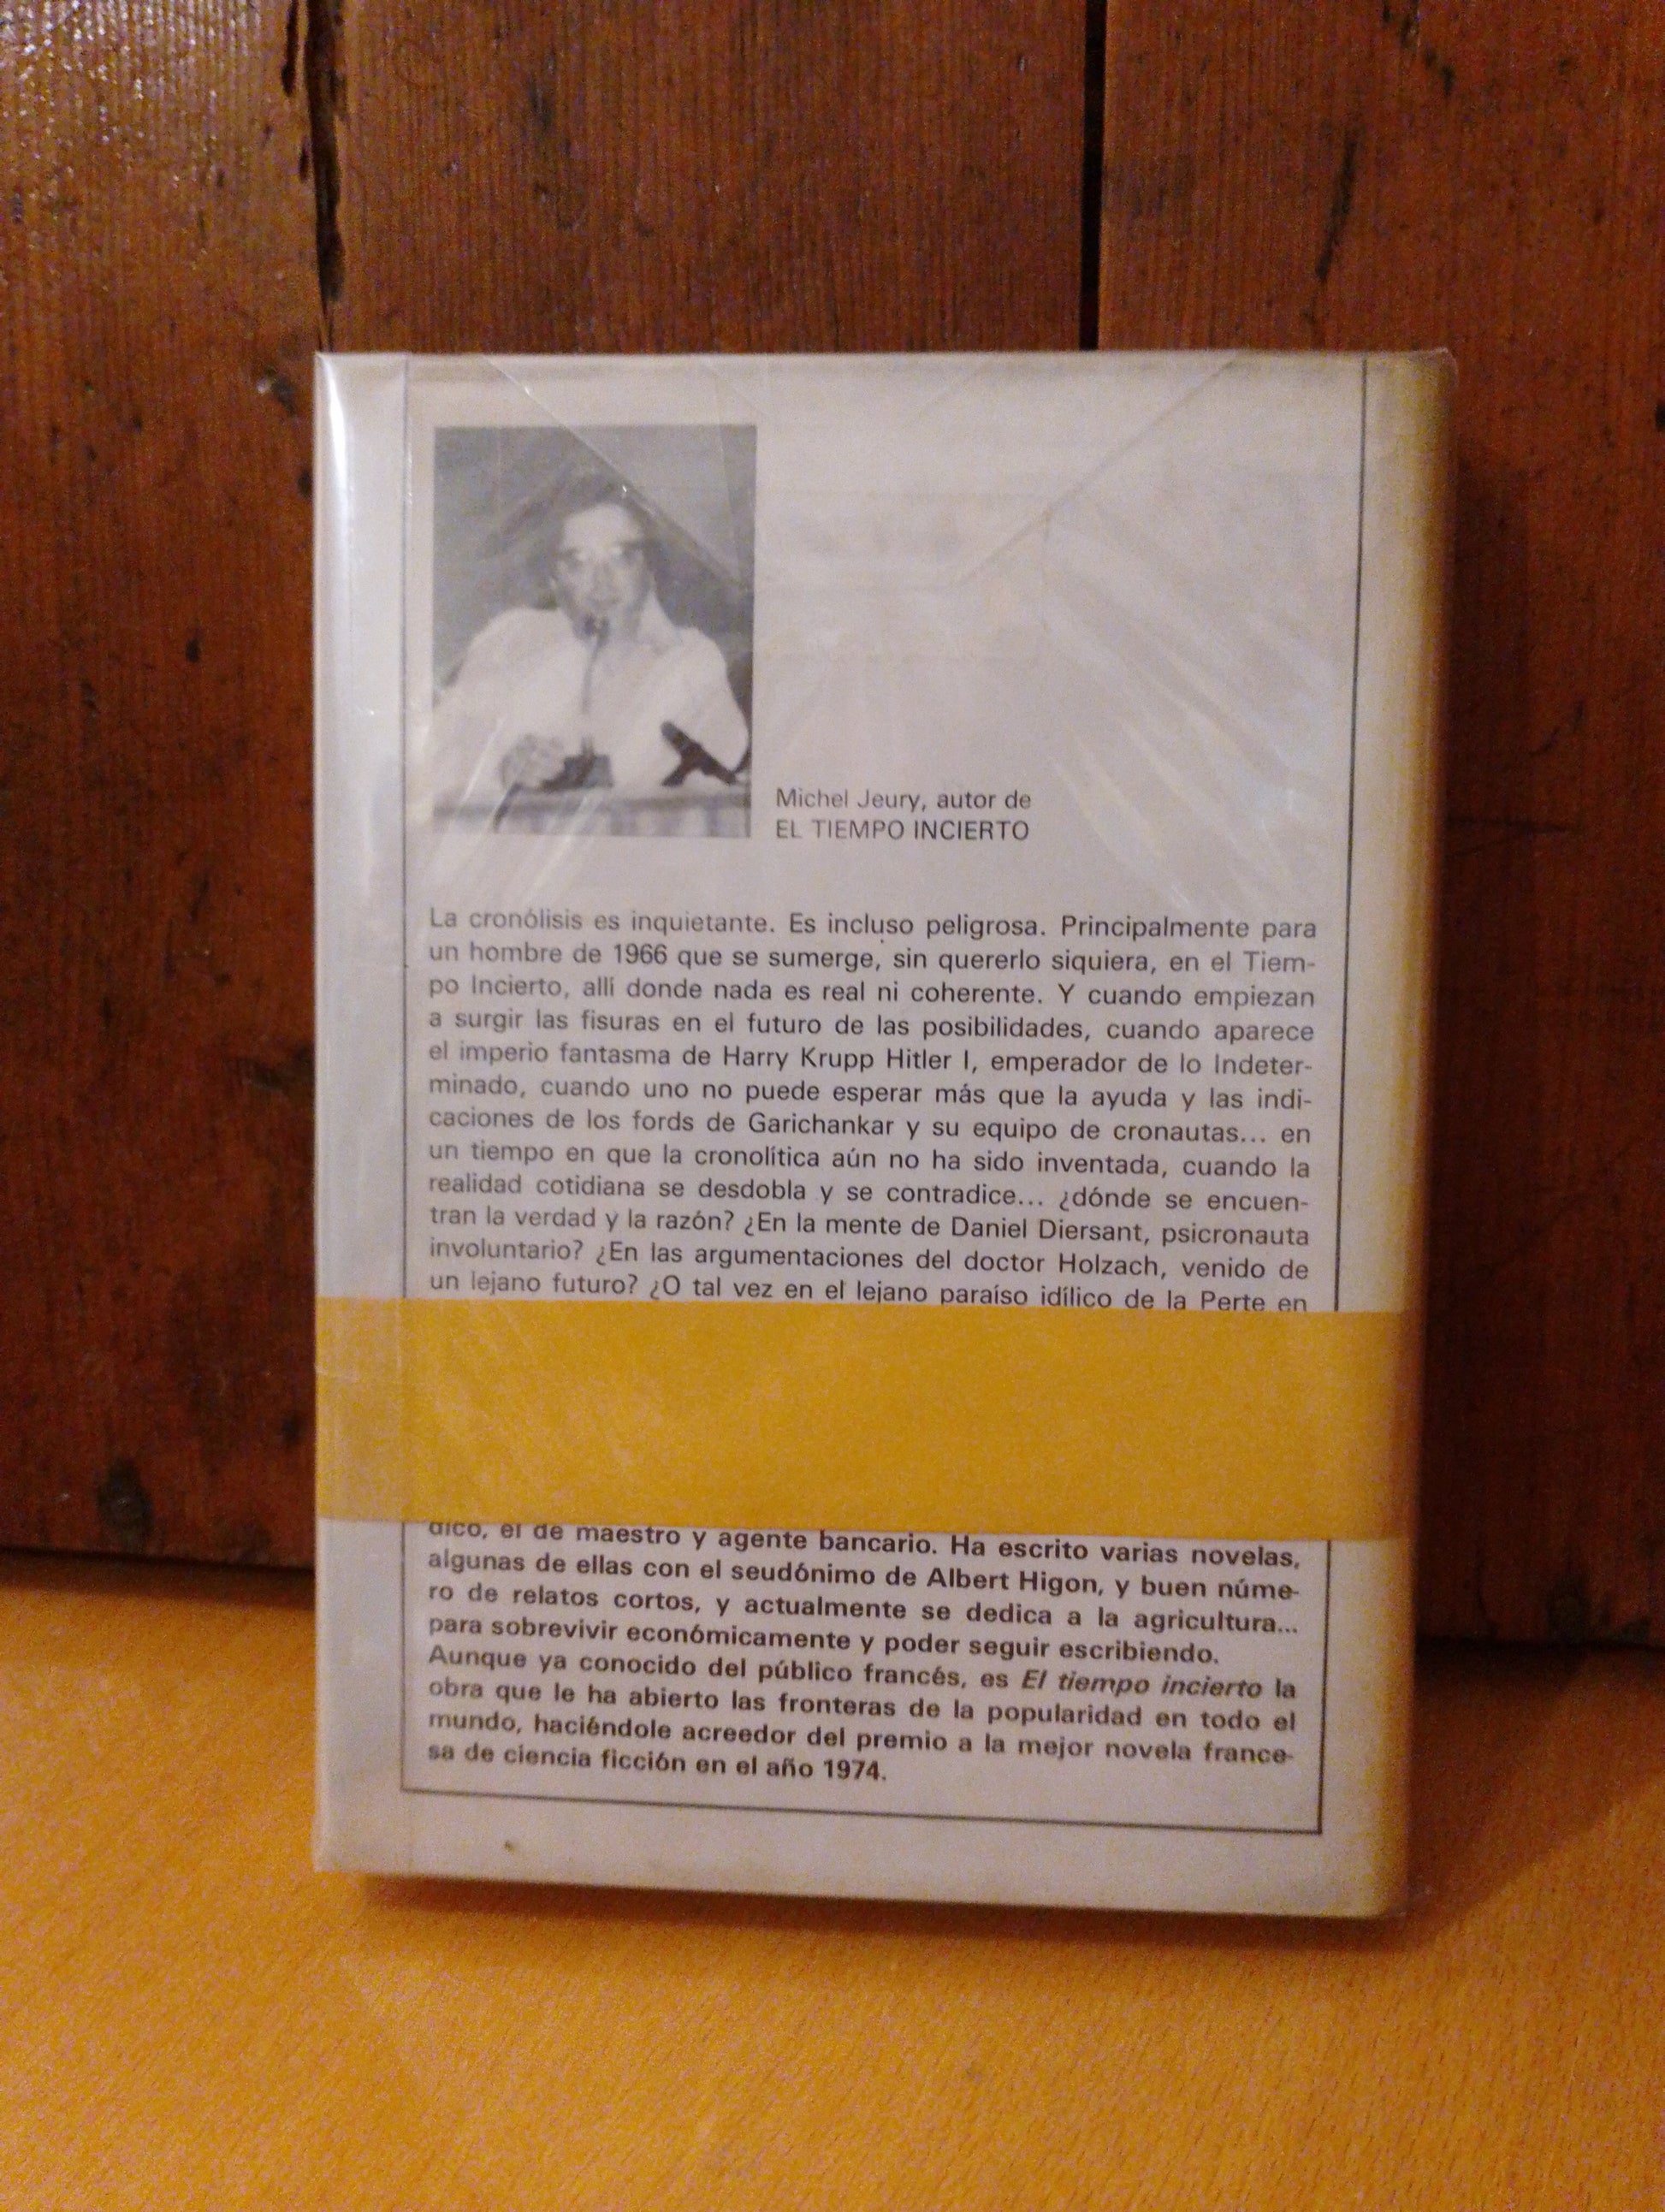 Michel Jeury, autor de
EL TIEMPO INCIERTO
La cronólisis es inquietante. Es incluso peligrosa. Principalmente para
un hombre de 1966 que se sumerge, sin quererlo siquiera, en el Tiem-
po Incierto, allí donde nada es real ni coherente. Y cuando empiezan
a surgir las fisuras en el futuro de las posibilidades, cuando aparece
el imperio fantasma de Harry Krupp Hitler I, emperador de lo Indeter-
minado, cuando uno no puede esperar más que la ayuda y las indi-
caciones de los fords de Garichankar y su equipo de cronautas... en
un tiempo en que la cronolítica aún no ha sido inventada, cuando la
realidad cotidiana se desdobla y se contradice... ¿dónde se encuen-
tran la verdad y la razón? ¿En la mente de Daniel Diersant, psicronauta
involuntario? ¿En las argumentaciones del doctor Holzach, venido de
un lejano futuro? ¿O tal vez en el lejano paraíso idílico de la Perte en
dico, el de maestro y agente bancario. Ha escrito varias novelas,
algunas de ellas con el seudónimo de Albert Higon, y buen núme-
ro de relatos cortos, y actualmente se dedica a la agricultura...
para sobrevivir económicamente y poder seguir escribiendo.
Aunque ya conocido del público francés, es El tiempo incierto la
obra que le ha abierto las fronteras de la popularidad en todo el
mundo, haciéndole acreedor del premio a la mejor novela france-
sa de ciencia ficción en el año 1974.